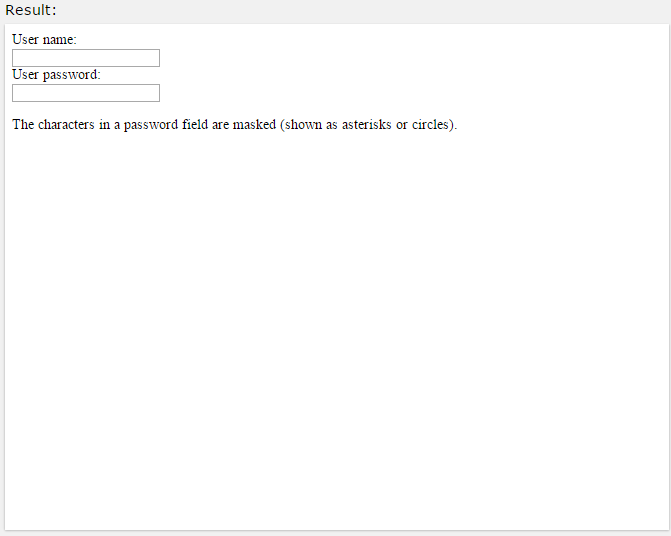 Result:
User name:
User password:
The characters in a password field are masked (shown as asterisks or circles).